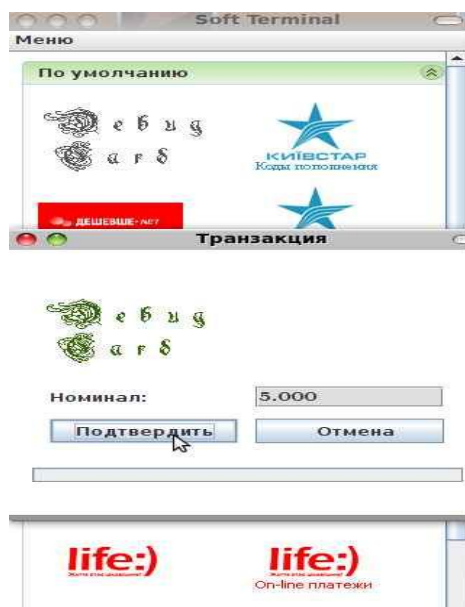 Soft Terminal
Меню
По умолчанию
Debug
Card
КИЇВСТАР
Коды пополнения
ДЕШЕВШЕ.НЕТ
Транзакция
Debug
Card
Номинал:
5.000
Подтвердить
Отмена
life:)
life:)
On-line платежи